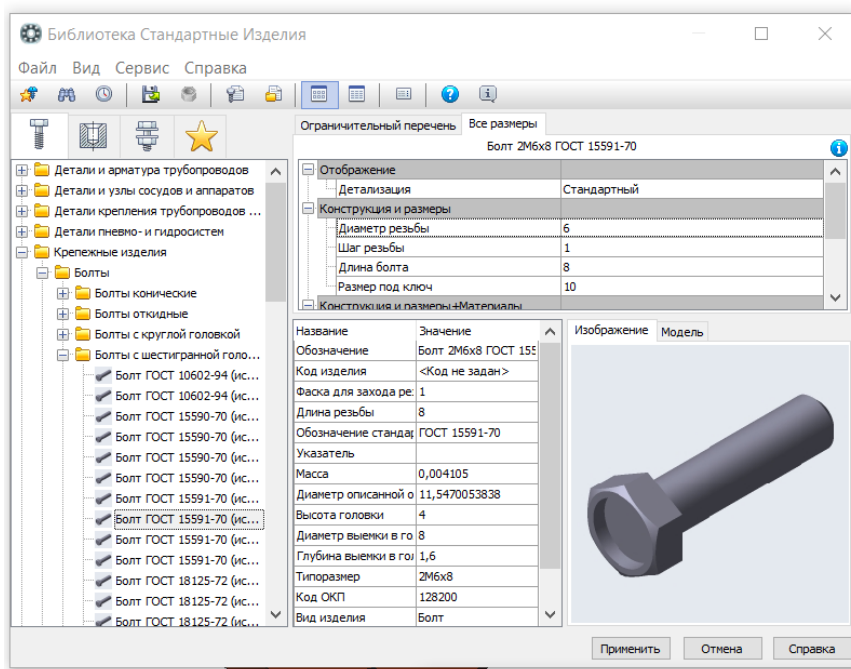 Библиотека Стандартные Изделия
Файл Вид Сервис Справка
Ограничительный перечень Все размеры
Болт 2М6х8 ГОСТ 15591-70
Детали и арматура трубопроводов
Детали и узлы сосудов и аппаратов
Детали крепления трубопроводов ...
Детали пневмо- и гидросистем
Крепежные изделия
Болты
Болты конические
Болты откидные
Болты с круглой головкой
Болты с шестигранной голо...
Болт ГОСТ 10602-94 (ис...
Болт ГОСТ 10602-94 (ис...
Болт ГОСТ 15590-70 (ис...
Болт ГОСТ 15590-70 (ис...
Болт ГОСТ 15590-70 (ис...
Болт ГОСТ 15590-70 (ис...
Болт ГОСТ 15591-70 (ис...
Болт ГОСТ 15591-70 (ис...
Болт ГОСТ 15591-70 (ис...
Болт ГОСТ 15591-70 (ис...
Болт ГОСТ 18125-72 (ис...
Болт ГОСТ 18125-72 (ис...
Болт ГОСТ 18125-72 (ис...
Отображение
Детализация Стандартный
Конструкция и размеры
Диаметр резьбы 6
Шаг резьбы 1
Длина болта 8
Размер под ключ 10
Конструкция и размеры+Материалы
Название Значение
Обозначение Болт 2М6х8 ГОСТ 155
Код изделия <Код не задан>
Фаска для захода ре: 1
Длина резьбы 8
Обозначение стандар ГОСТ 15591-70
Указатель
Масса 0,004105
Диаметр описанной о 11,5470053838
Высота головки 4
Диаметр выемки в го 8
Глубина выемки в гол 1,6
Типоразмер 2М6х8
Код ОКП 128200
Вид изделия Болт
Изображение Модель
Применить Отмена Справка